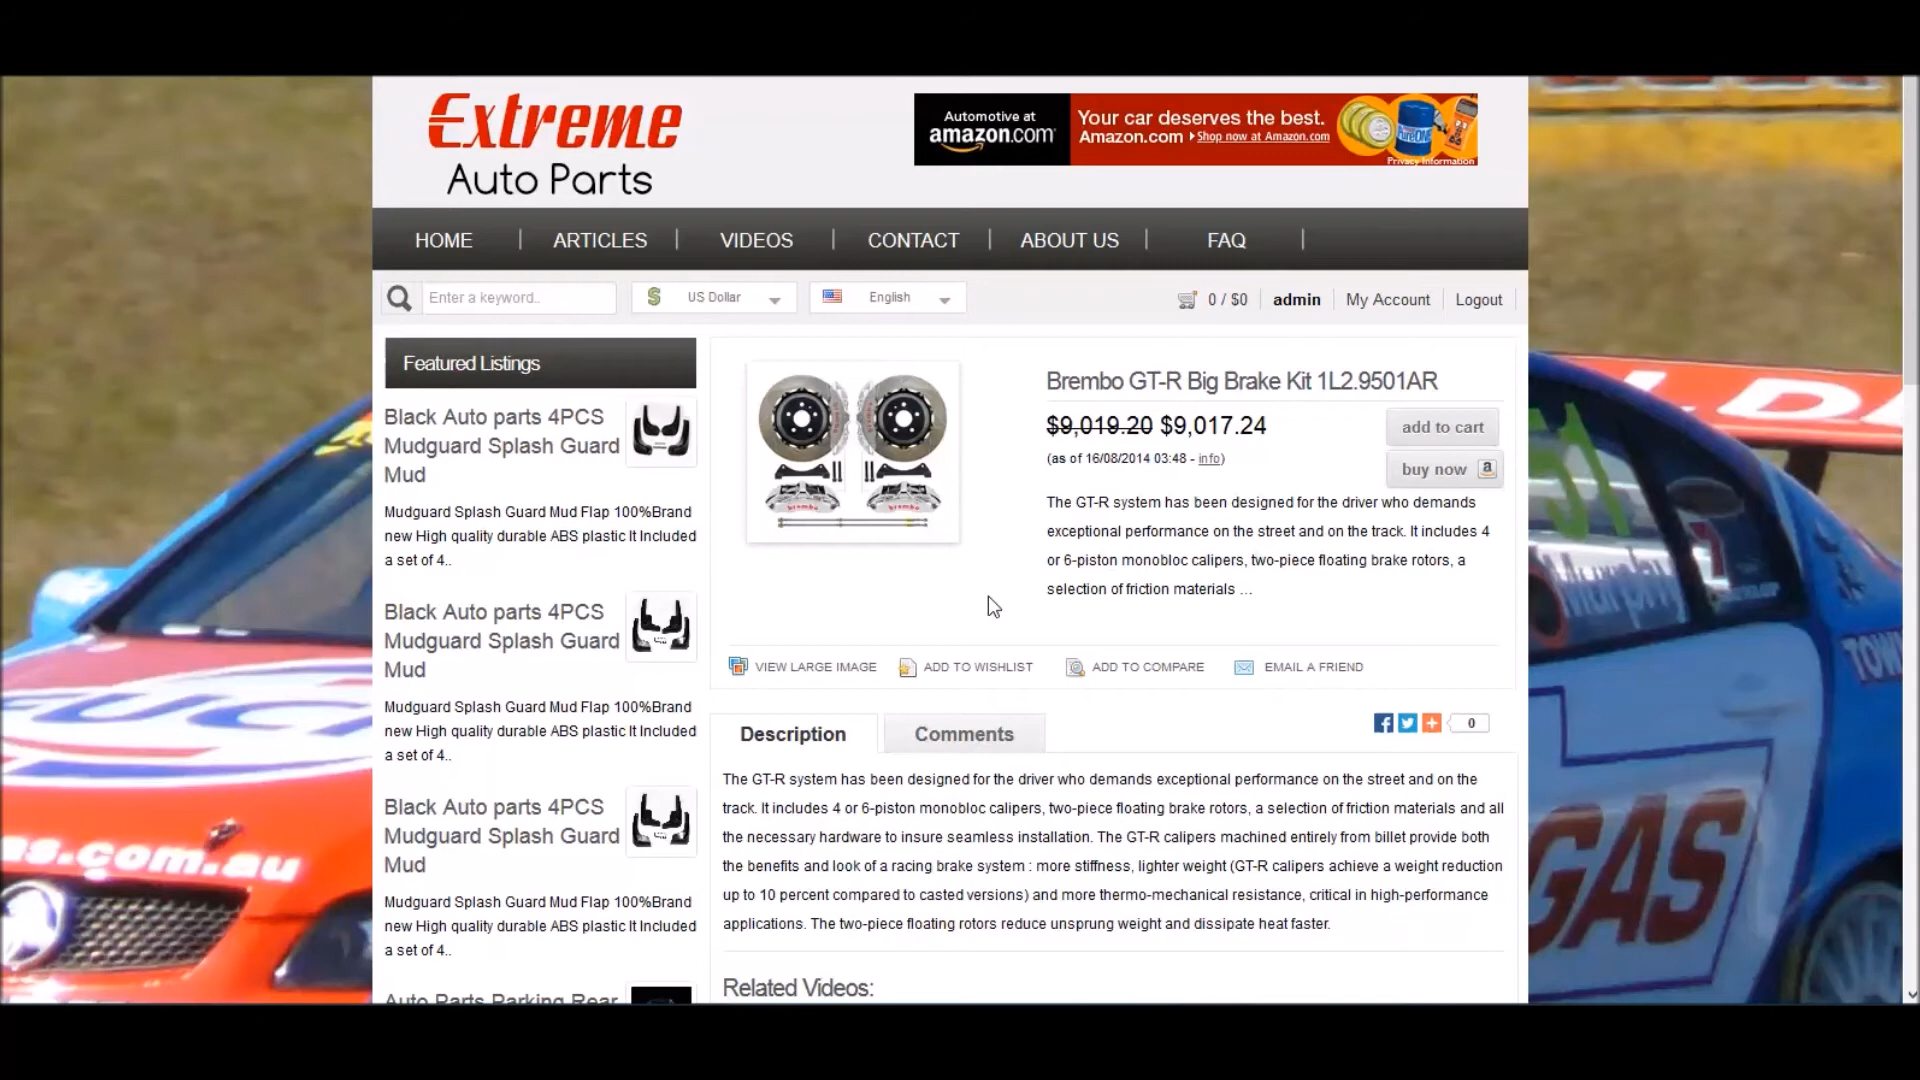 Extreme
Auto Parts
Automotive at
amazon.com
Your car deserves the best.
Amazon.com Shop now at Amazon.com
Privacy Information
HOME
ARTICLES
VIDEOS
CONTACT
ABOUT US
FAQ
Enter a keyword..
US Dollar
English
0 / $0
admin
My Account
Logout
Featured Listings
Black Auto parts 4PCS
Mudguard Splash Guard
Mud
Mudguard Splash Guard Mud Flap 100%Brand
new High quality durable ABS plastic It Included
a set of 4..
Black Auto parts 4PCS
Mudguard Splash Guard
Mud
Mudguard Splash Guard Mud Flap 100%Brand
new High quality durable ABS plastic It Included
a set of 4..
Black Auto parts 4PCS
Mudguard Splash Guard
Mud
Mudguard Splash Guard Mud Flap 100%Brand
new High quality durable ABS plastic It Included
a set of 4..
Auto Parts Parking Rear
brembo
brembo
Brembo GT-R Big Brake Kit 1L2.9501AR
$9,019.20 $9,017.24
(as of 16/08/2014 03:48 - info)
add to cart
buy now
The GT-R system has been designed for the driver who demands
exceptional performance on the street and on the track. It includes 4
or 6-piston monobloc calipers, two-piece floating brake rotors, a
selection of friction materials ...
VIEW LARGE IMAGE
ADD TO WISHLIST
ADD TO COMPARE
EMAIL A FRIEND
Description
Comments
0
The GT-R system has been designed for the driver who demands exceptional performance on the street and on the
track. It includes 4 or 6-piston monobloc calipers, two-piece floating brake rotors, a selection of friction materials and all
the necessary hardware to insure seamless installation. The GT-R calipers machined entirely from billet provide both
the benefits and look of a racing brake system : more stiffness, lighter weight (GT-R calipers achieve a weight reduction
up to 10 percent compared to casted versions) and more thermo-mechanical resistance, critical in high-performance
applications. The two-piece floating rotors reduce unsprung weight and dissipate heat faster.
Related Videos:
s.com.au
51
7
Murphy
GAS